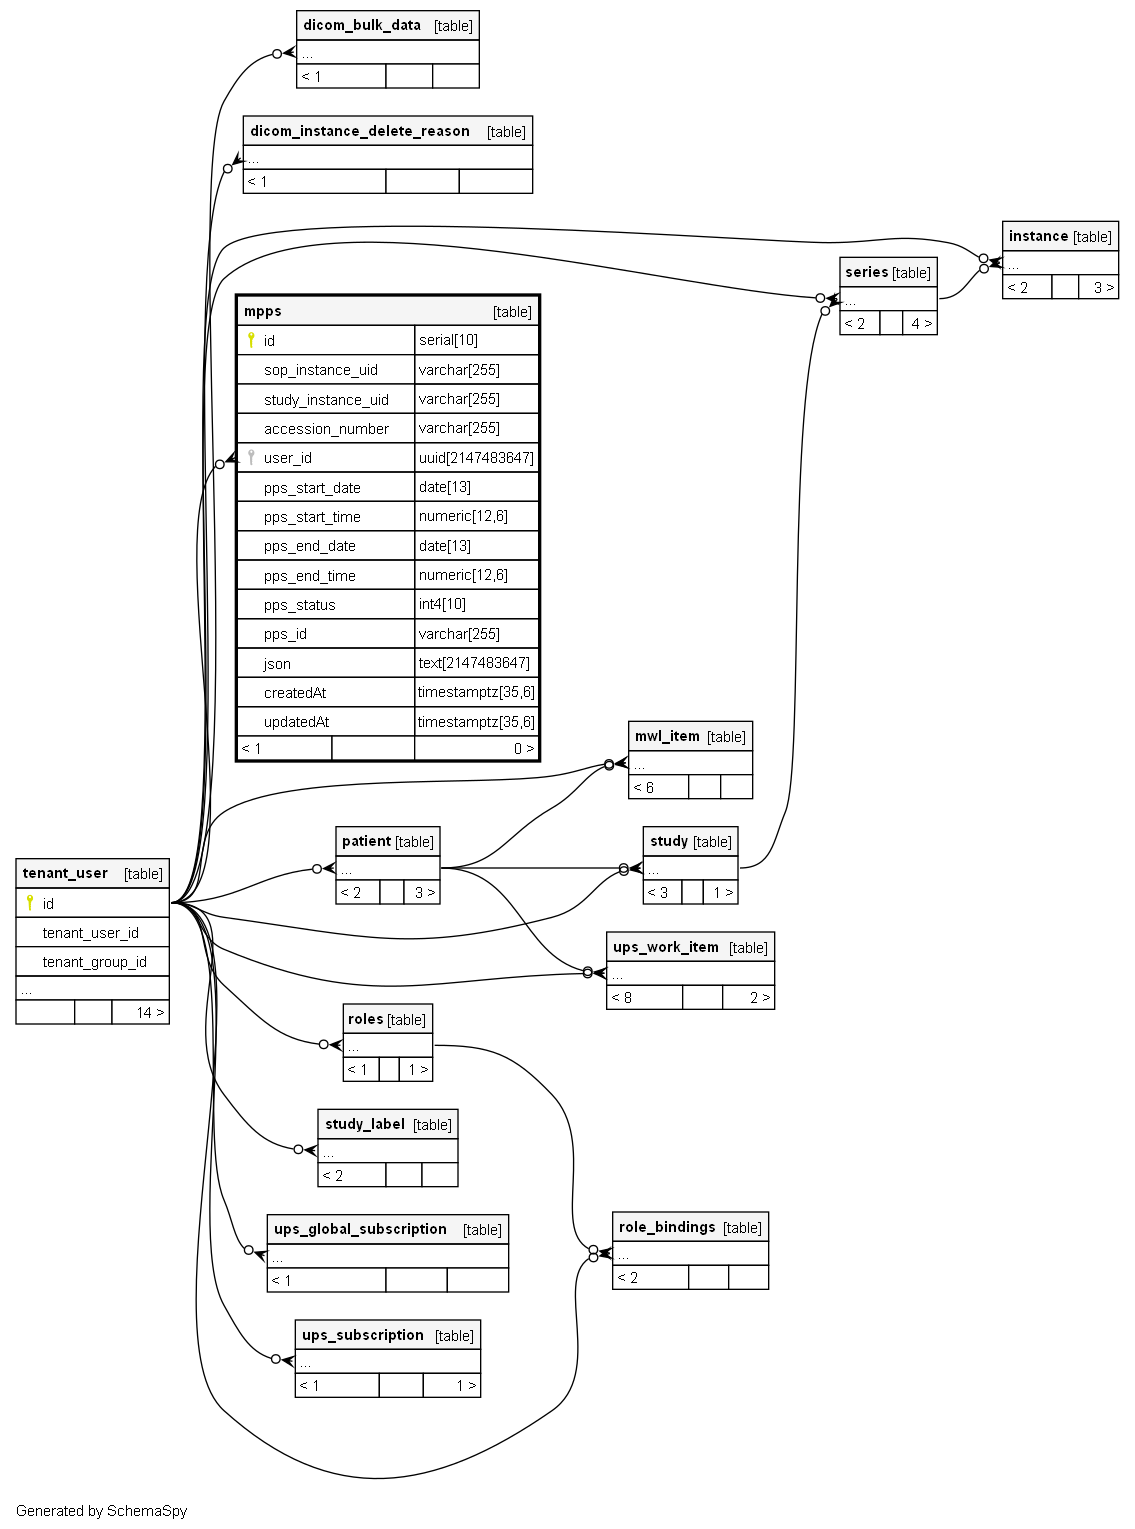 dicom_bulk_data [table]
...
< 1
dicom_instance_delete_reason [table]
...
< 1
instance [table]
...
< 2 3 >
series [table]
...
< 2 4 >
mpps [table]
id serial[10]
sop_instance_uid varchar[255]
study_instance_uid varchar[255]
accession_number varchar[255]
user_id uuid[2147483647]
pps_start_date date[13]
pps_start_time numeric[12,6]
pps_end_date date[13]
pps_end_time numeric[12,6]
pps_status int4[10]
pps_id varchar[255]
json text[2147483647]
createdAt timestamptz[35,6]
updatedAt timestamptz[35,6]
< 1 0 >
mwl_item [table]
...
< 6
patient [table]
...
< 2 3 >
study [table]
...
< 3 1 >
tenant_user [table]
id
tenant_user_id
tenant_group_id
...
14 >
ups_work_item [table]
...
< 8 2 >
roles [table]
...
< 1 1 >
study_label [table]
...
< 2
ups_global_subscription [table]
...
< 1
role_bindings [table]
...
< 2
ups_subscription [table]
...
< 1 1 >
Generated by SchemaSpy